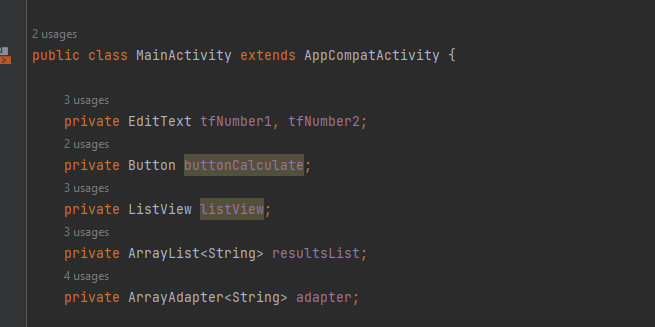 2 usages
public class MainActivity extends AppCompatActivity {
3 usages
private EditText tfNumber1, tfNumber2;
2 usages
private Button buttonCalculate;
3 usages
private ListView listView;
3 usages
private ArrayList<String> resultsList;
4 usages
private ArrayAdapter<String> adapter;